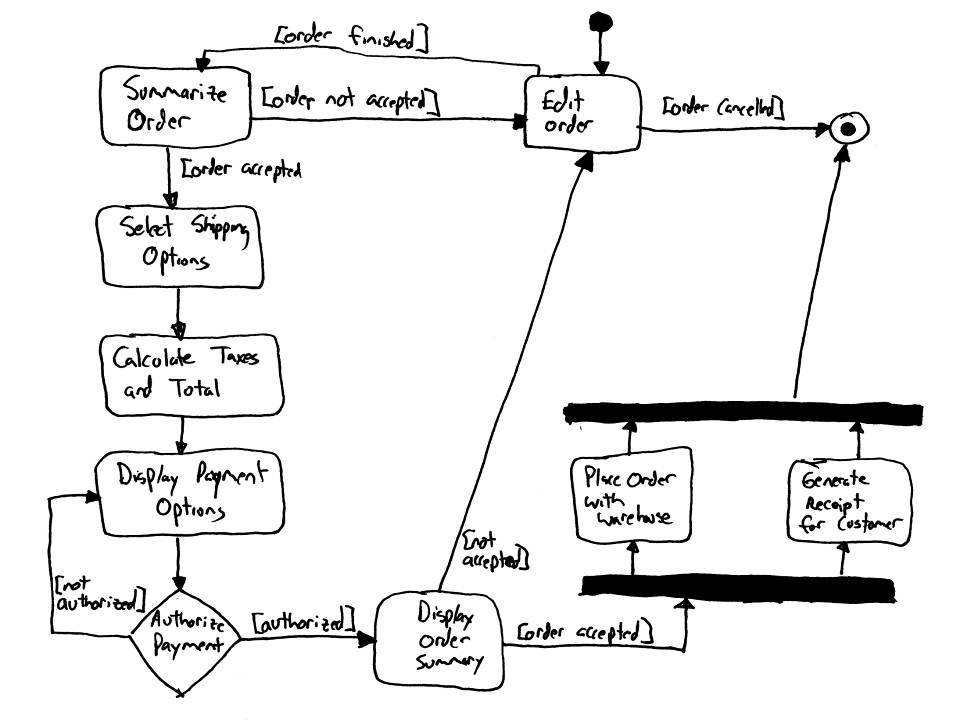 [order finished]
Summarize
Order
[order not accepted]
Edit
order
[order cancelled]
[order accepted
Select Shipping
Options
Calculate Taxes
and Total
Display Payment
Options
[not
authorized]
Authorize
Payment
[authorized]
Display
Order
Summary
[not
accepted]
[order accepted]
Place Order
with
warehouse
Generate
Receipt
for Customer